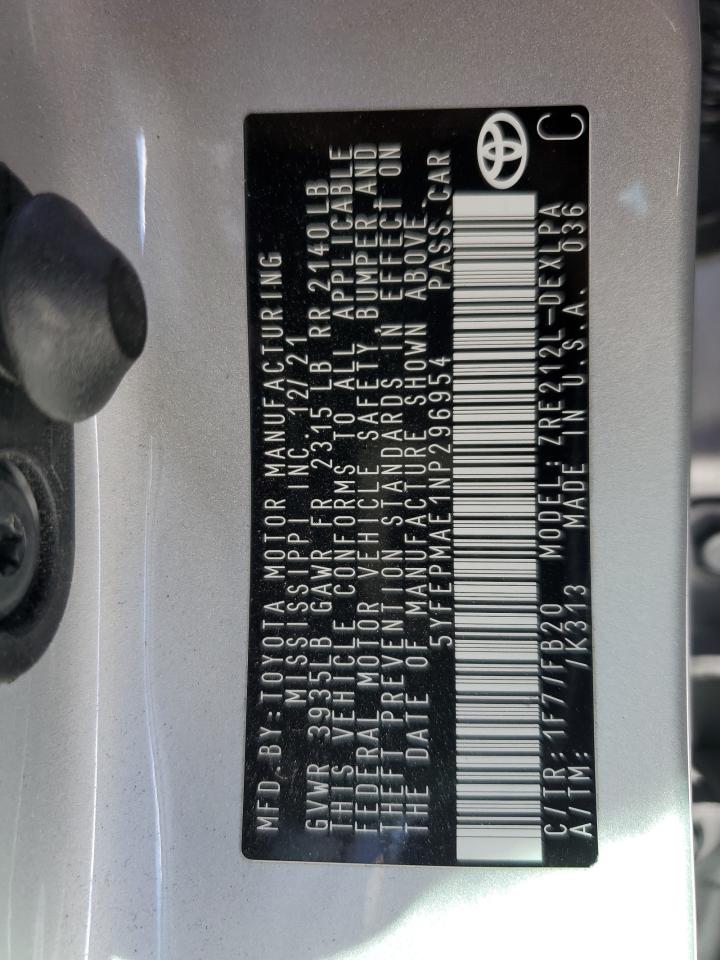 MFD. BY: TOYOTA MOTOR MANUFACTURING
MISSISSIPPI INC. 12/21
GVWR 3935LB GAWR FR 2315 LB RR 2140LB
THIS VEHICLE CONFORMS TO ALL APPLICABLE
FEDERAL MOTOR VEHICLE SAFETY, BUMPER AND
THEFT PREVENTION STANDARDS IN EFFECT ON
THE DATE OF MANUFACTURE SHOWN ABOVE.
5YFEPMAE1NP296954 PASS. CAR
C/TR: 1F7//FB20 MODEL: ZRE212L-DEXLPA
A/TM: /K313 MADE IN U.S.A. 036
C